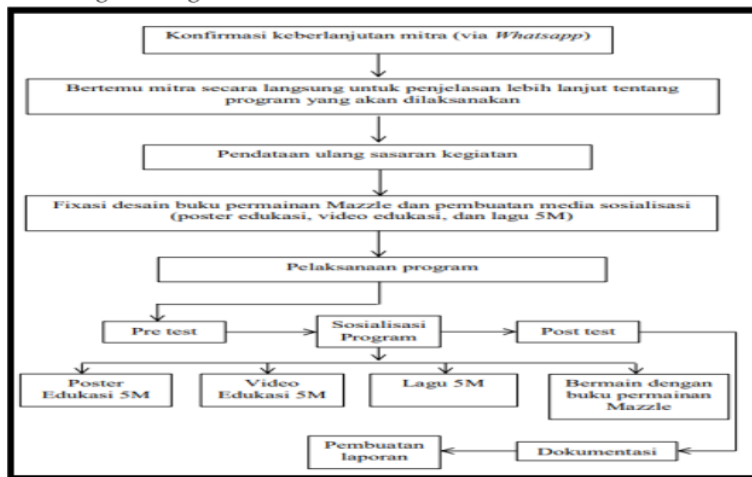 Konfirmasi keberlanjutan mitra (via Whatsapp)
Bertemu mitra secara langsung untuk penjelasan lebih lanjut tentang
program yang akan dilaksanakan
Pendataan ulang sasaran kegiatan
Fixasi desain buku permainan Mazzle dan pembuatan media sosialisasi
(poster edukasi, video edukasi, dan lagu 5M)
Pelaksanaan program
Pre test
Sosialisasi
Program
Post test
Poster
Edukasi 5M
Video
Edukasi 5M
Lagu 5M
Bermain dengan
buku permainan
Mazzle
Pembuatan
laporan
Dokumentasi